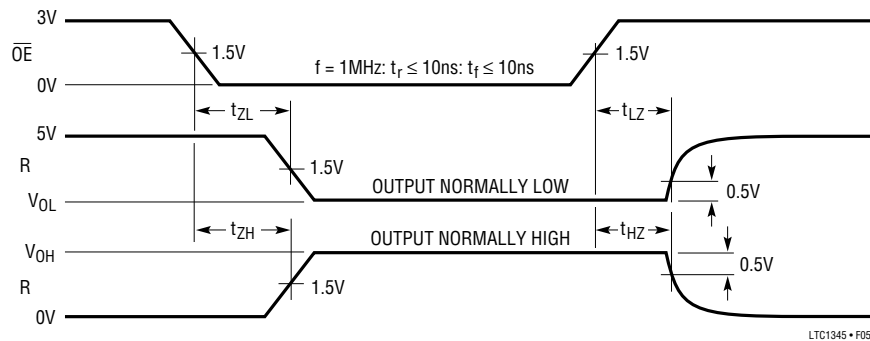 3V
OE
1.5V
f = 1MHz: tr ≤ 10ns: tf ≤ 10ns
1.5V
0V
tZL
tLZ
5V
R
1.5V
OUTPUT NORMALLY LOW
0.5V
VOL
tZH
OUTPUT NORMALLY HIGH
tHZ
VOH
0.5V
R
1.5V
0V
LTC1345 • F05